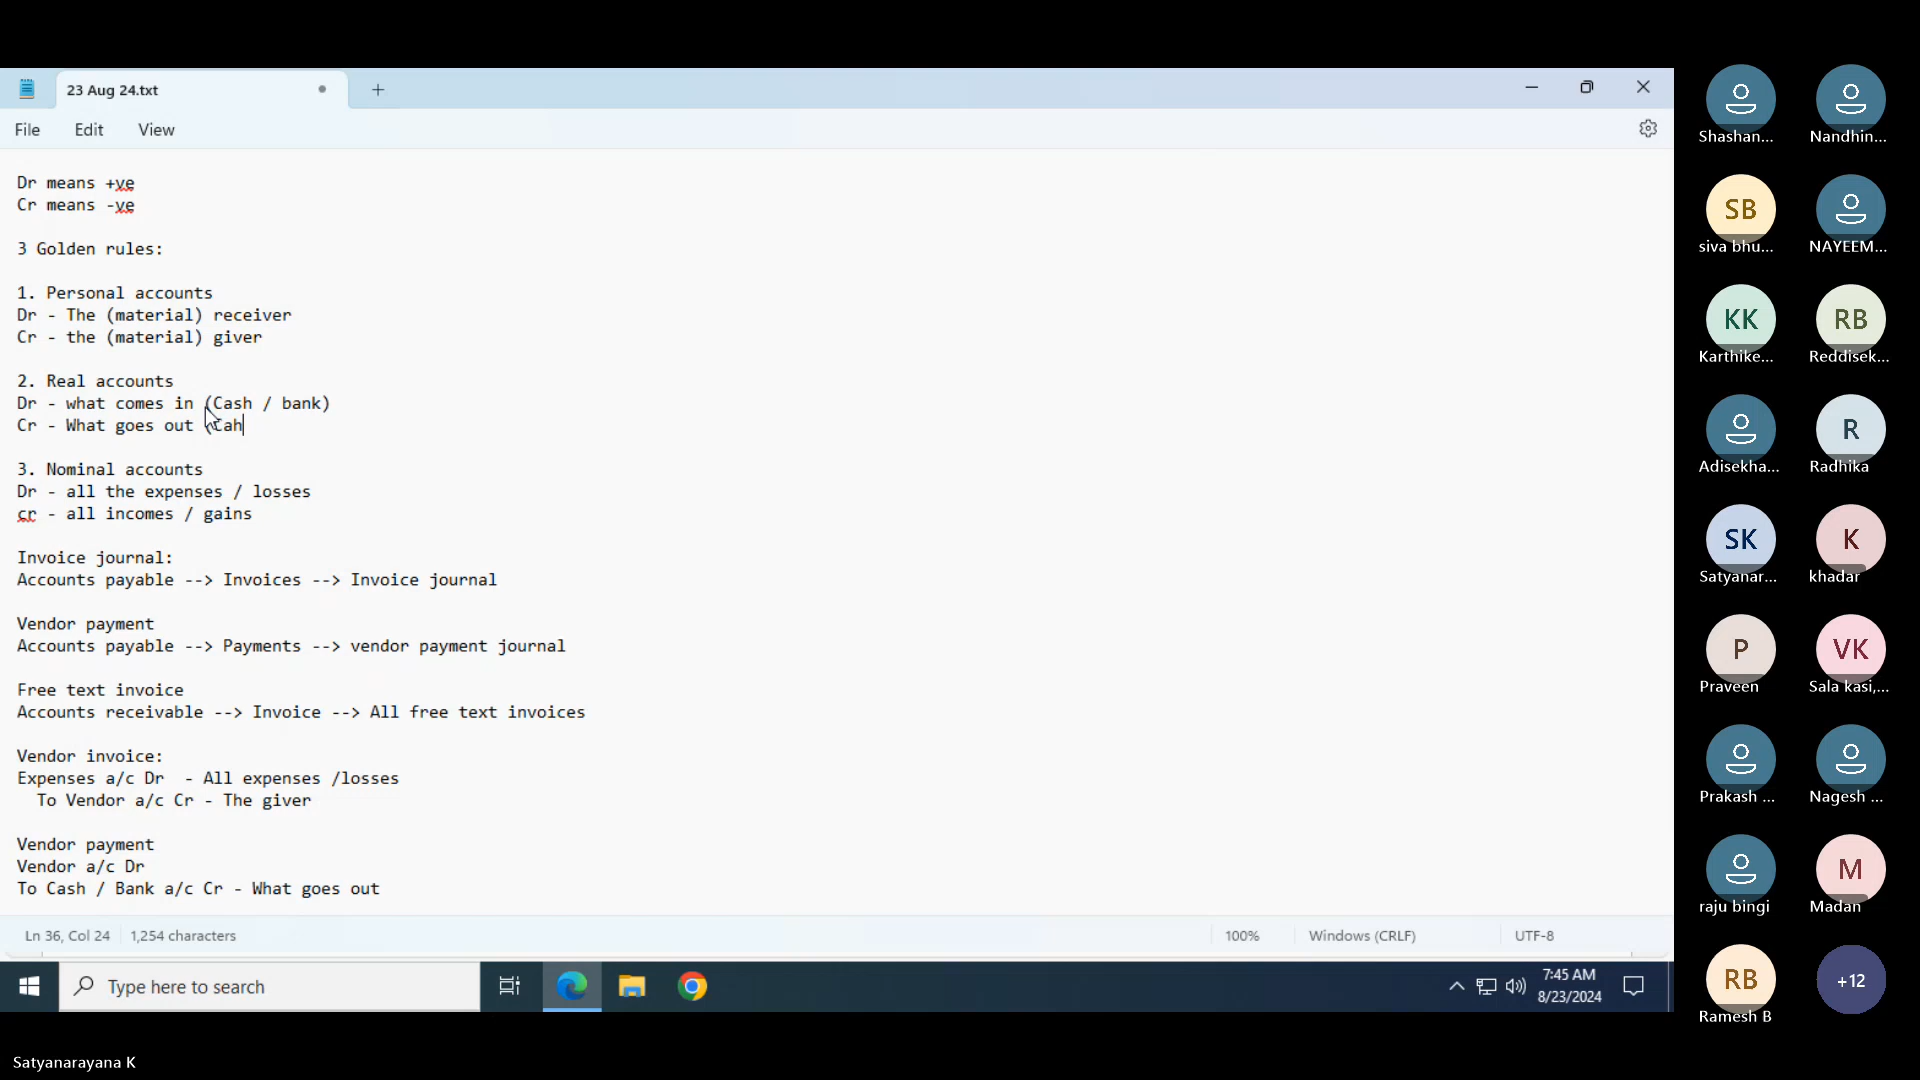 23 Aug 24.txt
File Edit View
Dr means +ve
Cr means -ve
3 Golden rules:
1. Personal accounts
Dr - The (material) receiver
Cr - the (material) giver
2. Real accounts
Dr - what comes in (Cash / bank)
Cr - What goes out (Cah
3. Nominal accounts
Dr - all the expenses / losses
cr - all incomes / gains
Invoice journal:
Accounts payable --> Invoices --> Invoice journal
Vendor payment
Accounts payable --> Payments --> vendor payment journal
Free text invoice
Accounts receivable --> Invoice --> All free text invoices
Vendor invoice:
Expenses a/c Dr  - All expenses /losses
To Vendor a/c Cr - The giver
Vendor payment
Vendor a/c Dr
To Cash / Bank a/c Cr - What goes out
Ln 36, Col 24 1,254 characters 100% Windows (CRLF) UTF-8
Type here to search
7:45 AM
8/23/2024
Shashan... Nandhin...
SB
siva bhu... NAYEEM...
KK RB
Karthike... Reddisek...
R
Adisekha... Radhika
SK K
Satyanar... khadar
P VK
Praveen Sala kasi,...
Prakash ... Nagesh ...
M
raju bingi Madan
RB +12
Ramesh B
Satyanarayana K